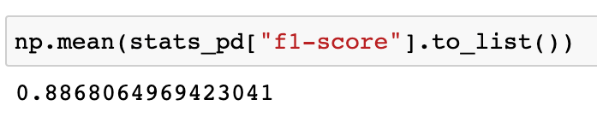 np.mean(stats_pd["f1-score"].to_list())
0.8868064969423041